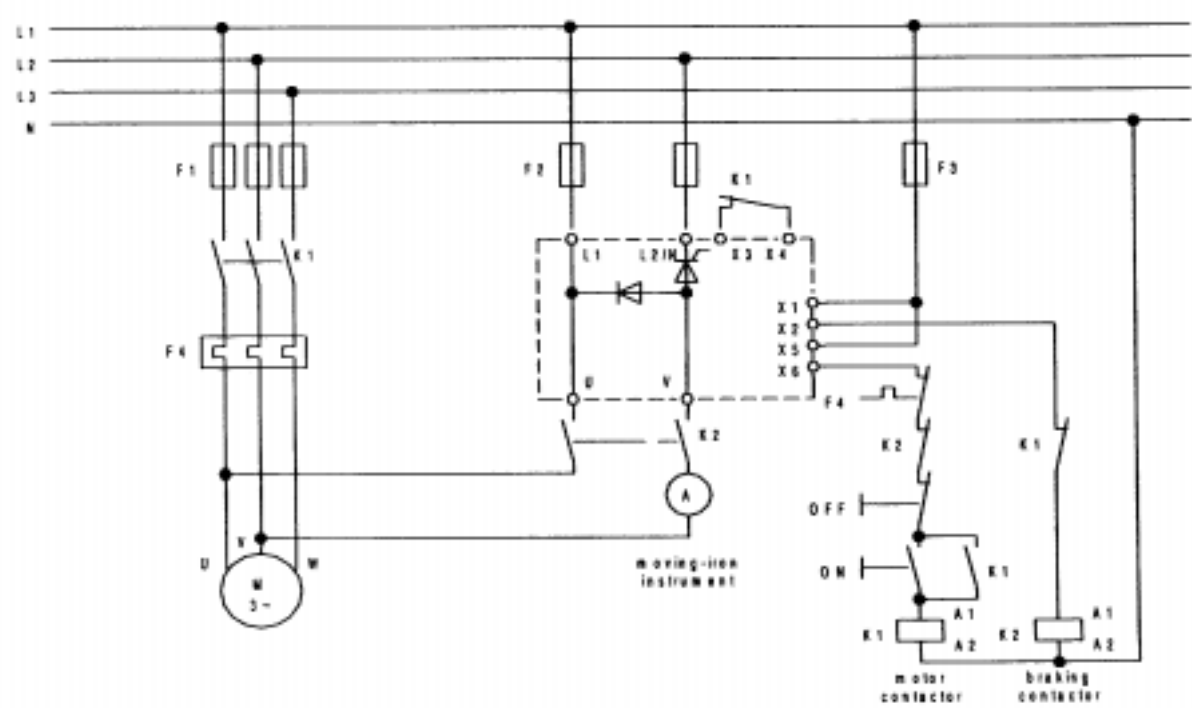 L1
L2
L3
N
F1
F2
K1
F3
K1
L1
L2/N
X3 X4
X1
X2
X5
X6
F4
U
V
F4
K2
K2
K1
A
OFF
V
U
W
M
3~
moving-iron
instrument
ON
K1
K1
A1
A2
K2
A1
A2
motor
contactor
braking
contactor